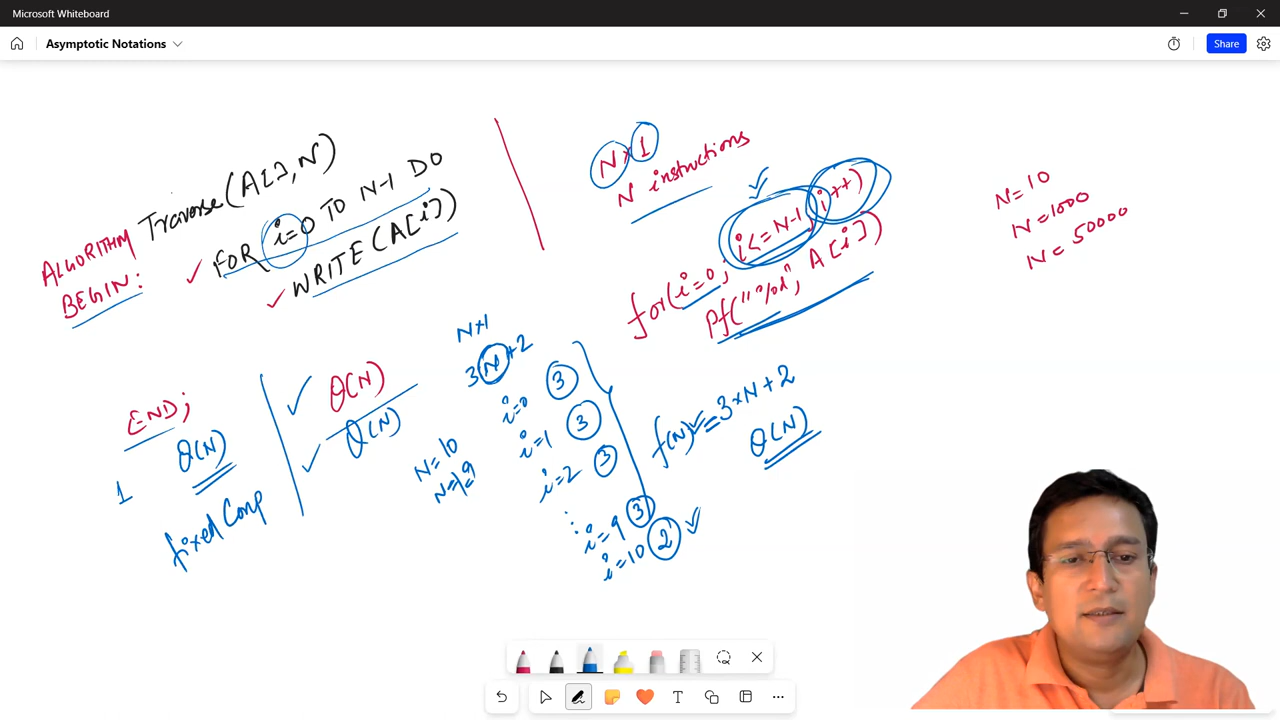 Microsoft Whiteboard
Asymptotic Notations
Share
ALGORITHM Traverse(A[], N)
BEGIN:
FOR i=0 TO N-1 DO
WRITE(A[i])
END;
θ(N)
1
fixed Comp
θ(N)
θ(N)
N+1
3N+2
N=10
i=0 3
i=1 3
i=2 3
i=9 3
i=10 2
N×1
N instructions
for(i=0; i<=N-1; i++)
Pf("%d", A[i])
f(N) = 3×N+2
θ(N)
N=10
N=1000
N=50000
T